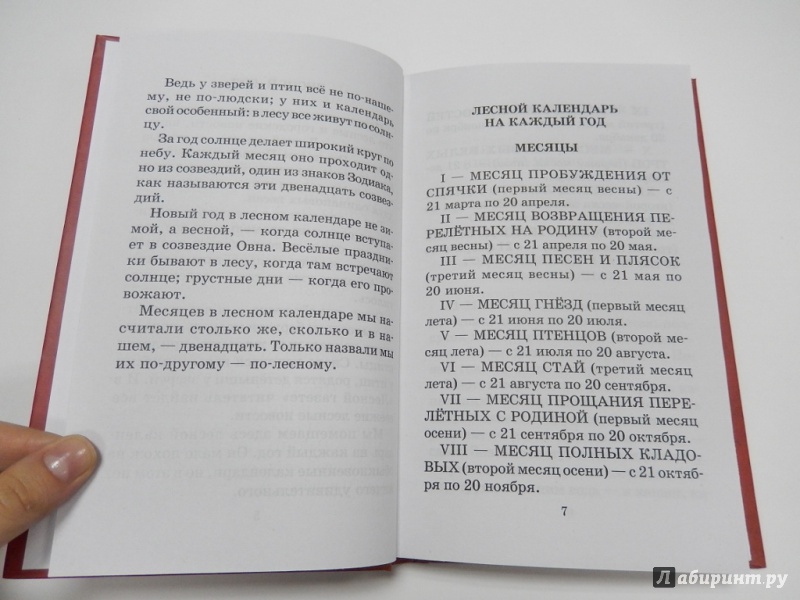 Ведь у зверей и птиц всё не по-наше-
му, не по-людски; у них и календарь
свой особенный: в лесу все живут по солн-
цу.
За год солнце делает широкий круг по
небу. Каждый месяц оно проходит од-
но из созвездий, один из знаков Зодиака,
как называются эти двенадцать созвез-
дий.
Новый год в лесном календаре не зи-
мой, а весной, — когда солнце вступа-
ет в созвездие Овна. Весёлые праздни-
ки бывают в лесу, когда там встречают
солнце; грустные дни — когда его про-
вожают.
Месяцев в лесном календаре мы на-
считали столько же, сколько и в на-
шем, — двенадцать. Только назвали мы
их по-другому — по-лесному.
ЛЕСНОЙ КАЛЕНДАРЬ
НА КАЖДЫЙ ГОД
МЕСЯЦЫ
I — МЕСЯЦ ПРОБУЖДЕНИЯ ОТ
СПЯЧКИ (первый месяц весны) — с
21 марта по 20 апреля.
II — МЕСЯЦ ВОЗВРАЩЕНИЯ ПЕ-
РЕЛЁТНЫХ НА РОДИНУ (второй ме-
сяц весны) — с 21 апреля по 20 мая.
III — МЕСЯЦ ПЕСЕН И ПЛЯСОК
(третий месяц весны) — с 21 мая по
20 июня.
IV — МЕСЯЦ ГНЁЗД (первый месяц
лета) — с 21 июня по 20 июля.
V — МЕСЯЦ ПТЕНЦОВ (второй ме-
сяц лета) — с 21 июля по 20 августа.
VI — МЕСЯЦ СТАЙ (третий месяц
лета) — с 21 августа по 20 сентября.
VII — МЕСЯЦ ПРОЩАНИЯ ПЕРЕ-
ЛЁТНЫХ С РОДИНОЙ (первый месяц
осени) — с 21 сентября по 20 октября.
VIII — МЕСЯЦ ПОЛНЫХ КЛАДО-
ВЫХ (второй месяц осени) — с 21 октяб-
ря по 20 ноября.
7
Лабиринт.ру